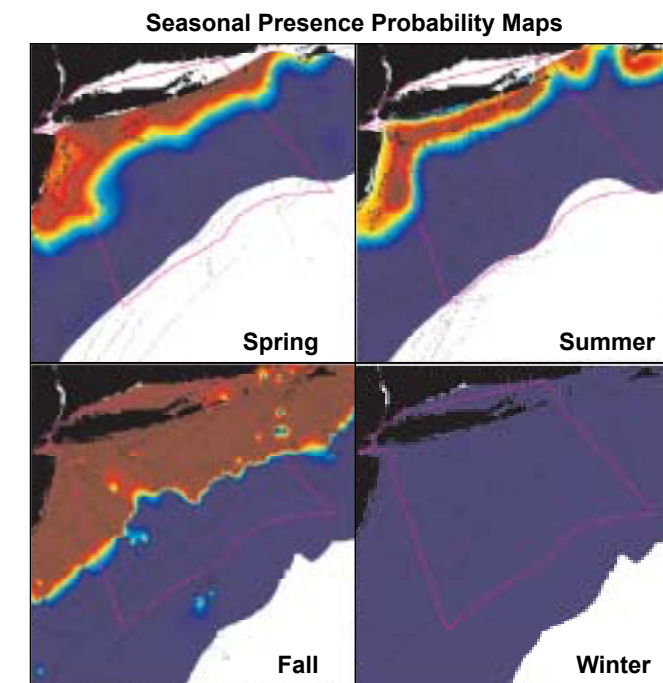 Seasonal Presence Probability Maps
Spring
Summer
Fall
Winter